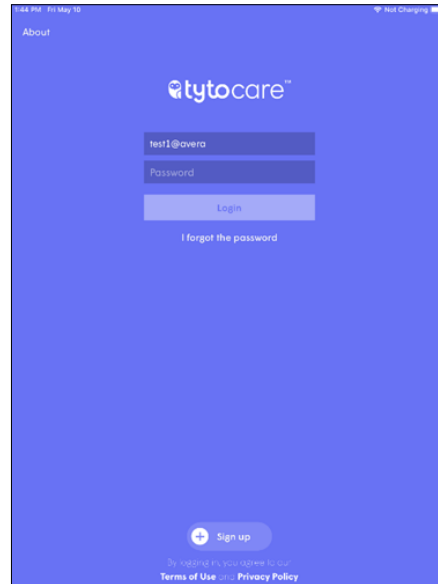 1:44 PM Fri May 10 Not Charging
About
tytocare™
test1@avera
Password
Login
I forgot the password
Sign up
By logging in, you agree to our
Terms of Use and Privacy Policy